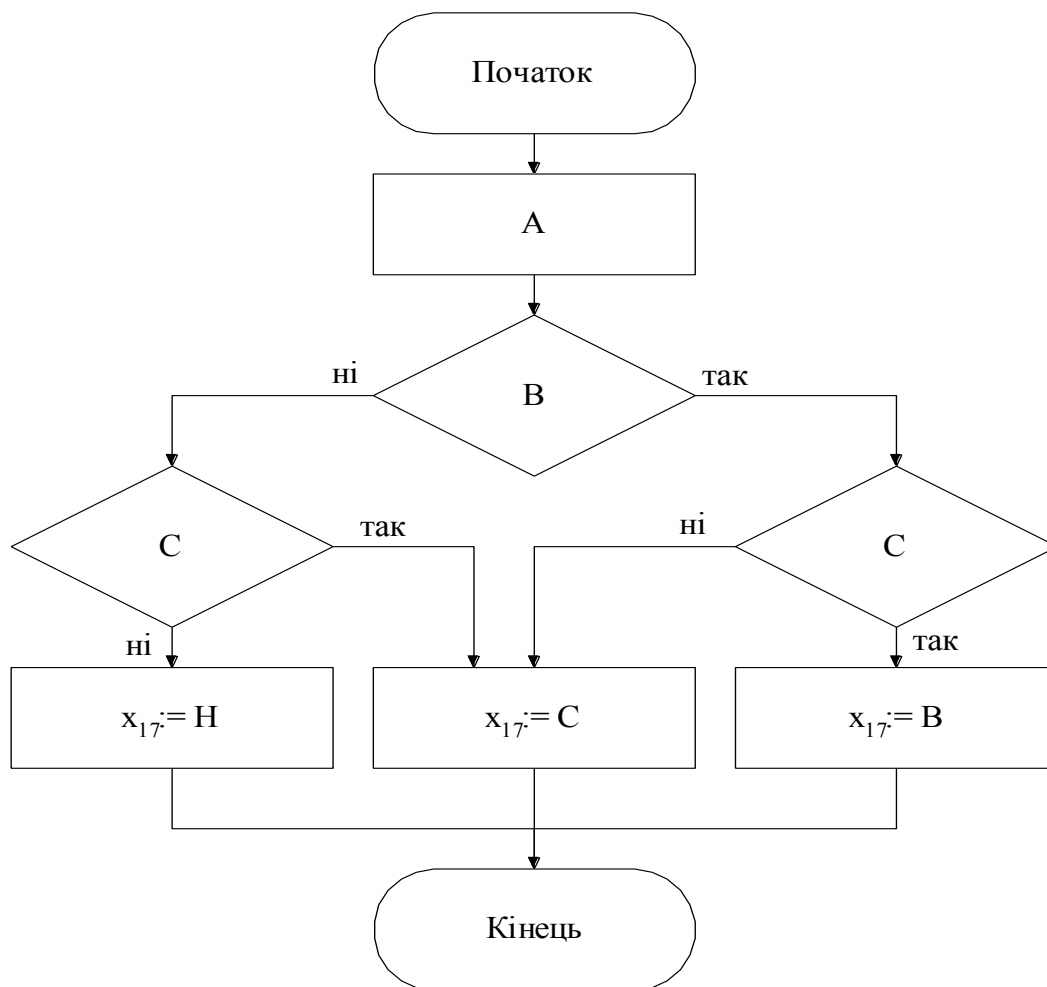 Початок
А
ні
В
так
С
так
ні
С
ні
так
x17:= Н
x17:= С
x17:= В
Кінець